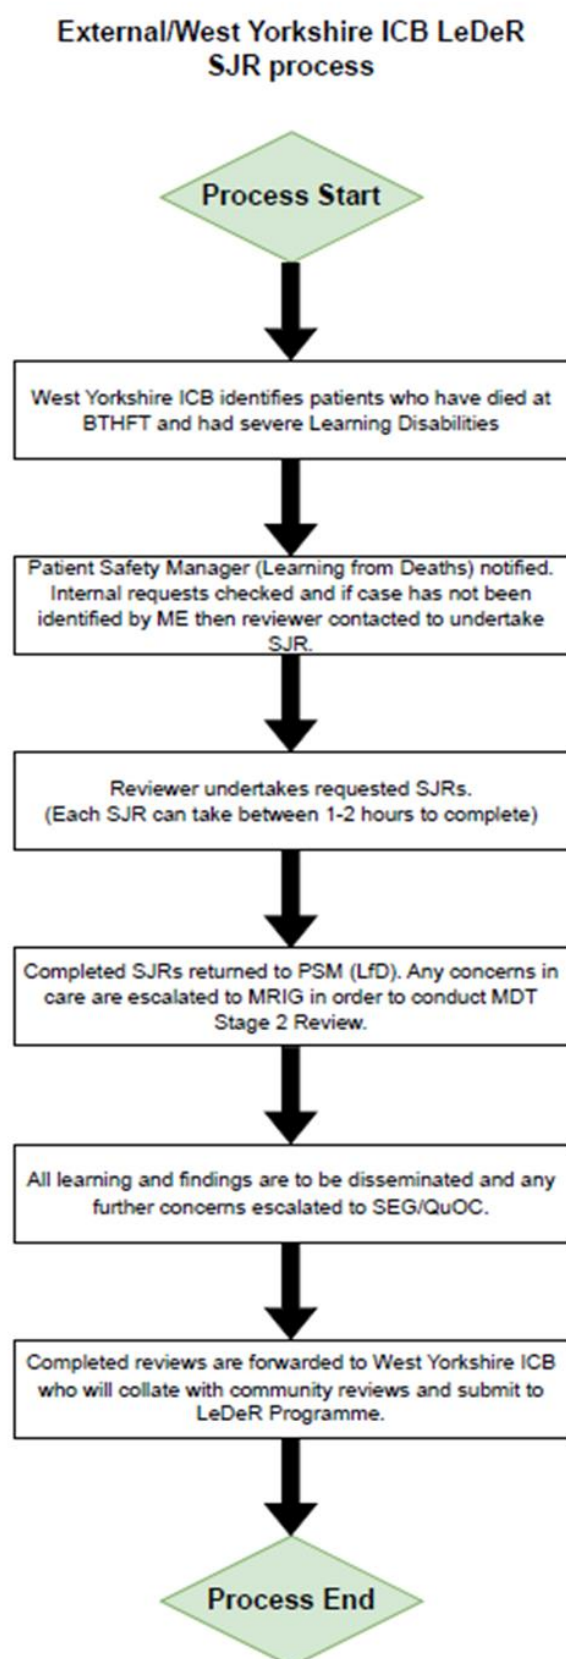 External/West Yorkshire ICB LeDeR
SJR process
Process Start
West Yorkshire ICB identifies patients who have died at
BTHFT and had severe Learning Disabilities
Patient Safety Manager (Learning from Deaths) notified.
Internal requests checked and if case has not been
identified by ME then reviewer contacted to undertake
SJR.
Reviewer undertakes requested SJRs.
(Each SJR can take between 1-2 hours to complete)
Completed SJRs returned to PSM (LfD). Any concerns in
care are escalated to MRIG in order to conduct MDT
Stage 2 Review.
All learning and findings are to be disseminated and any
further concerns escalated to SEG/QuOC.
Completed reviews are forwarded to West Yorkshire ICB
who will collate with community reviews and submit to
LeDeR Programme.
Process End